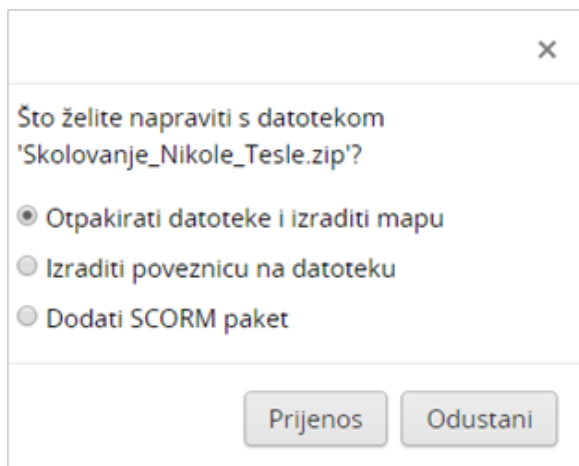 Što želite napraviti s datotekom
'Skolovanje_Nikole_Tesle.zip'?
Otpakirati datoteke i izraditi mapu
Izraditi poveznicu na datoteku
Dodati SCORM paket
Prijenos
Odustani